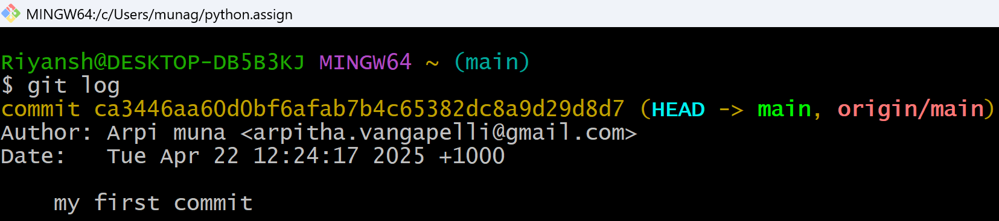 MINGW64:/c/Users/munag/python.assign
Riyansh@DESKTOP-DB5B3KJ MINGW64 ~ (main)
$ git log
commit ca3446aa60d0bf6afab7b4c65382dc8a9d29d8d7 (HEAD -> main, origin/main)
Author: Arpi muna <arpitha.vangapelli@gmail.com>
Date:   Tue Apr 22 12:24:17 2025 +1000
my first commit